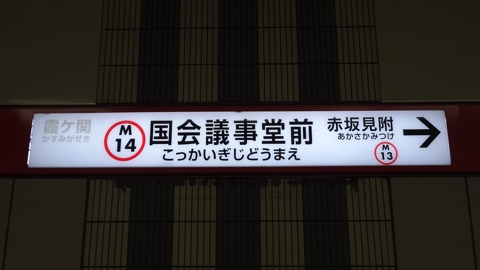 霞ケ関
かすみがせき
M
14
国会議事堂前
こっかいぎじどうまえ
赤坂見附
あかさかみつけ
M
13